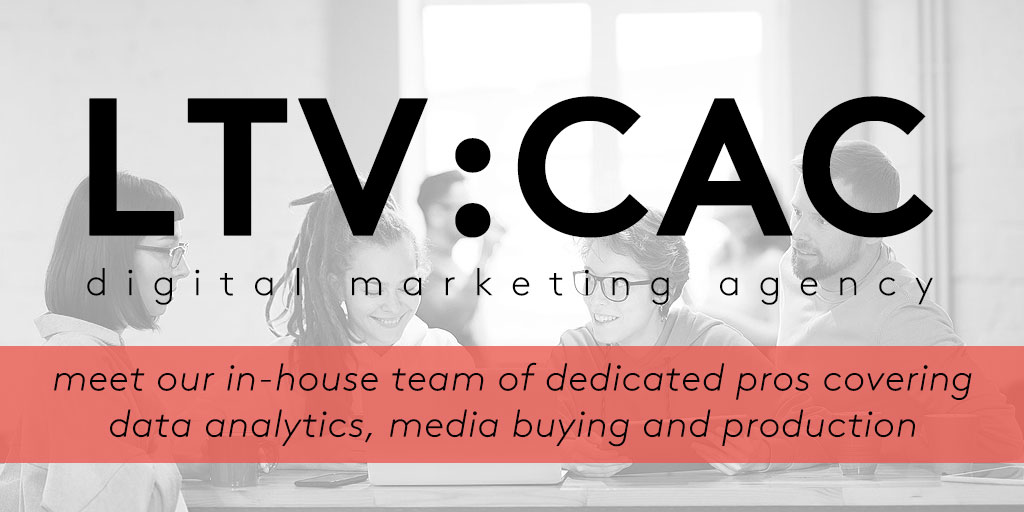 LTV:CAC
digital marketing agency
meet our in-house team of dedicated pros covering
data analytics, media buying and production